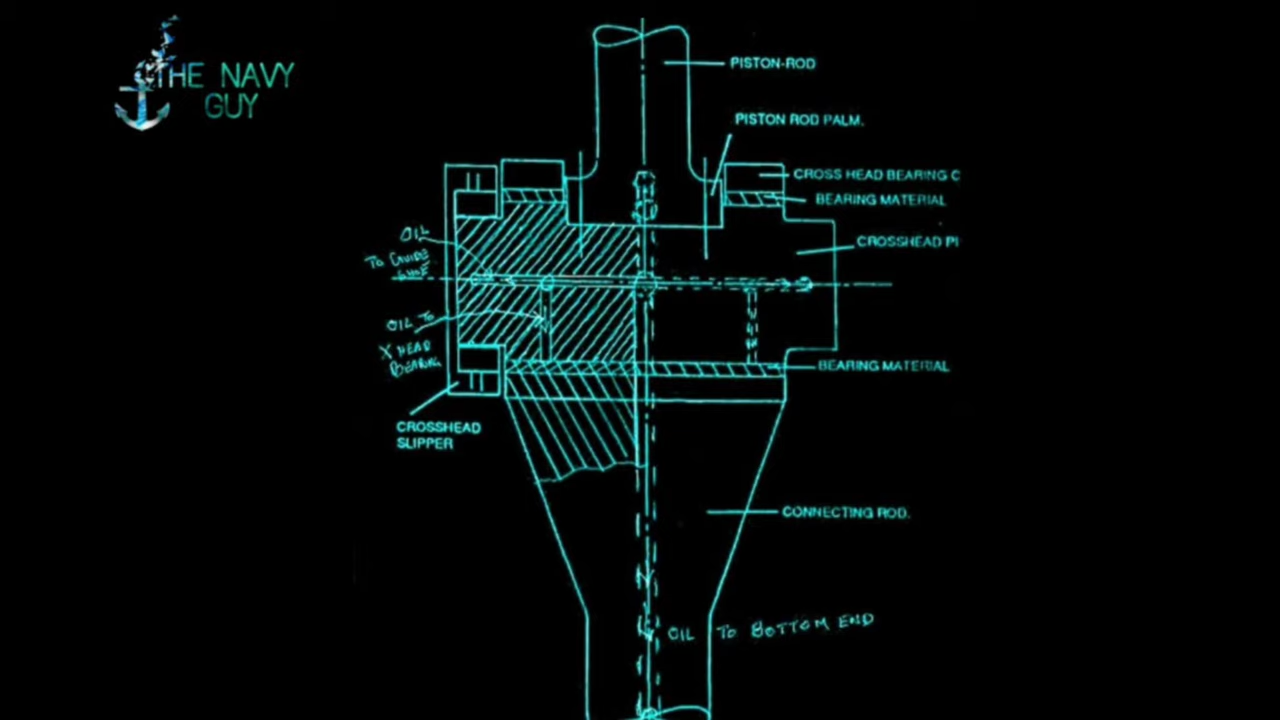 THE NAVY
GUY
PISTON-ROD
PISTON ROD PALM.
CROSS HEAD BEARING C
BEARING MATERIAL
CROSSHEAD PI
OIL
TO GUIDE
SHOE
OIL TO
X HEAD
BEARING
BEARING MATERIAL
CROSSHEAD
SLIPPER
CONNECTING ROD.
OIL TO BOTTOM END